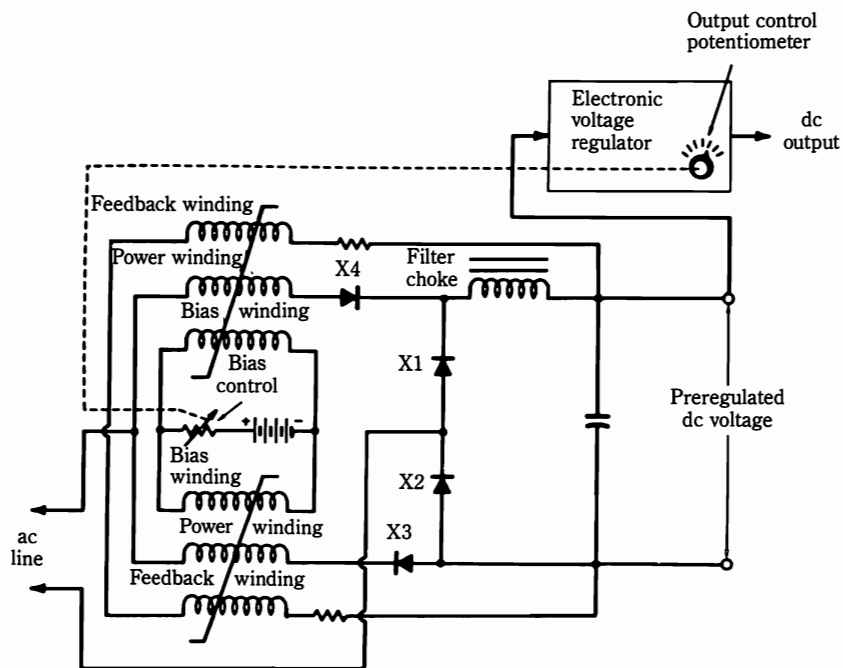 Output control
potentiometer
Electronic
voltage
regulator
dc
output
Feedback winding
Power winding
X4
Filter
choke
Bias winding
Bias
control
X1
+ -
Preregulated
dc voltage
Bias
winding
X2
Power winding
X3
ac
line
Feedback winding